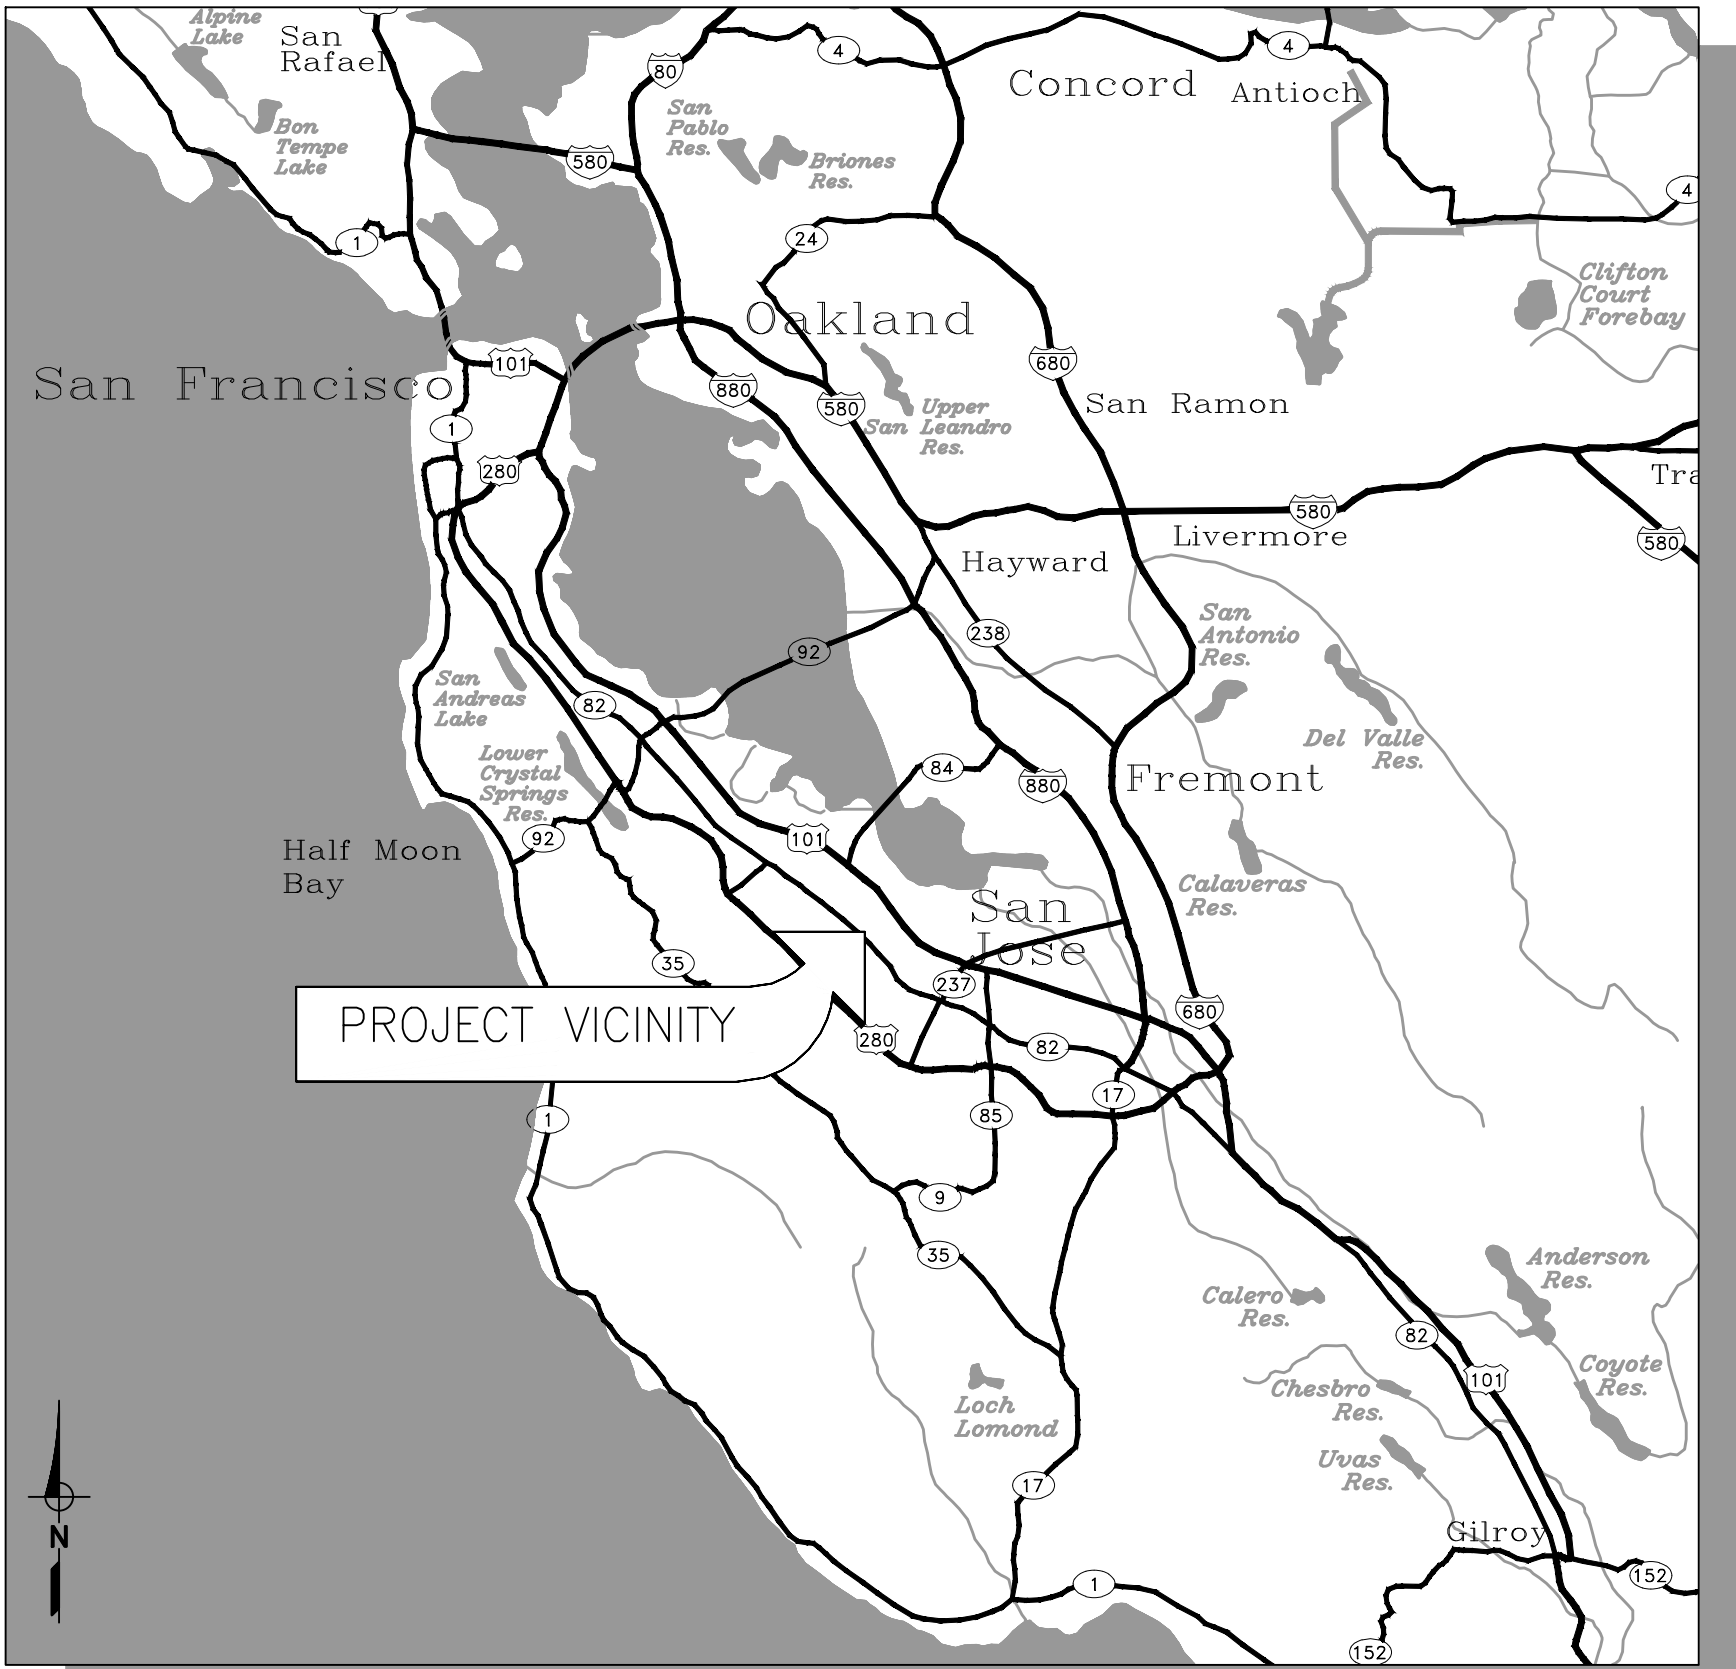 Alpine
Lake
San
Rafael
80
4
4
Concord
Antioch
San
Pablo
Res.
Bon
Tempe
Lake
580
Briones
Res.
4
1
24
Clifton
Court
Forebay
Oakland
San Francisco
101
880
580
680
San Ramon
Upper
San Leandro
Res.
1
280
Tra
580
Livermore
580
Hayward
San
Antonio
Res.
238
92
San
Andreas
Lake
82
Del Valle
Res.
Lower
Crystal
Springs
Res.
84
880
Fremont
92
101
Half Moon
Bay
Calaveras
Res.
San
Jose
35
237
680
PROJECT VICINITY
280
82
17
85
1
9
35
Anderson
Res.
Calero
Res.
82
Coyote
Res.
101
Chesbro
Res.
Loch
Lomond
Uvas
Res.
17
N
Gilroy
1
152
152